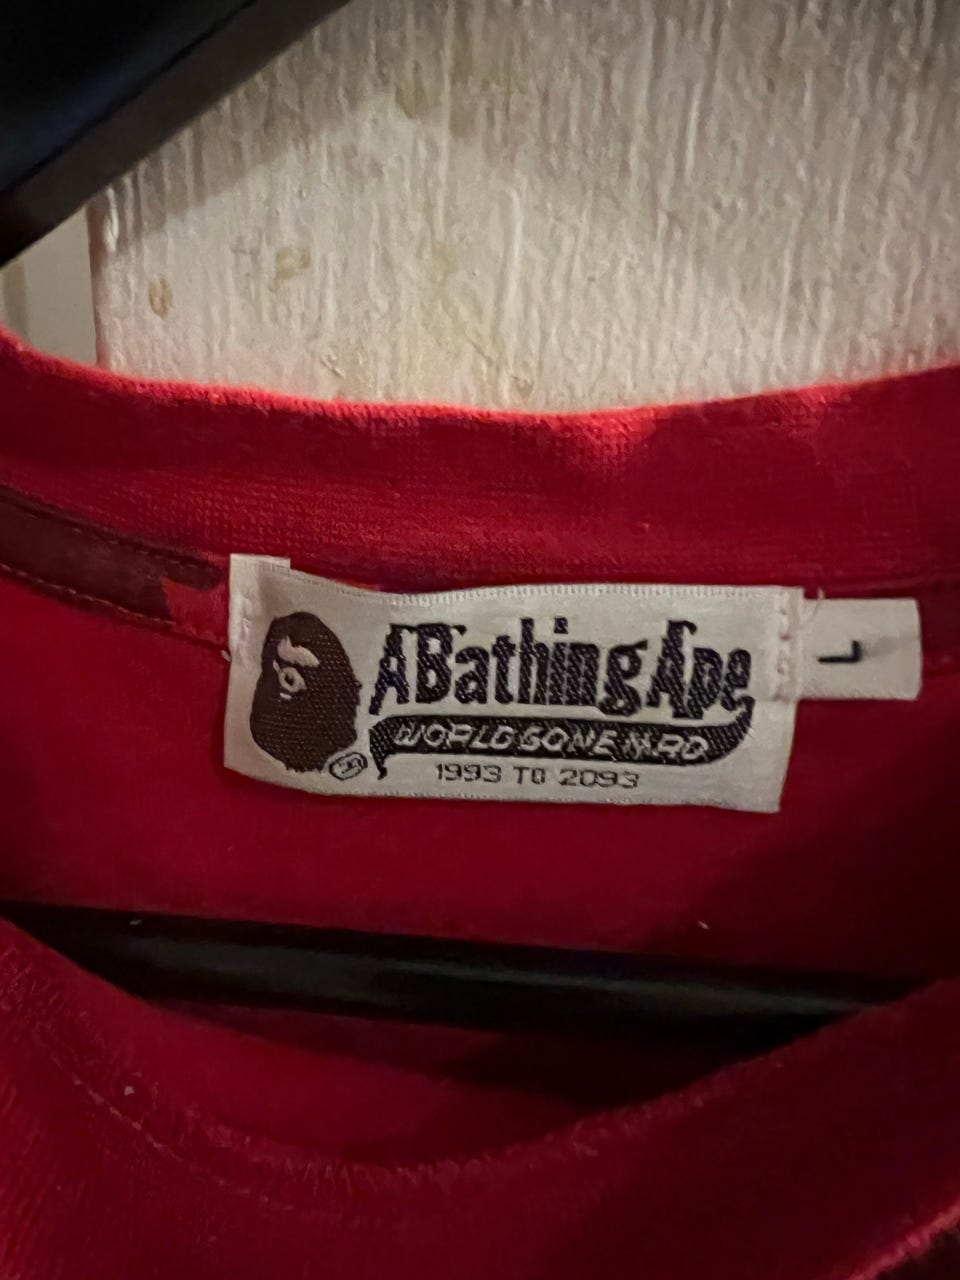 ABathingApe
WORLD GONE MAD
1993 TO 2093
L